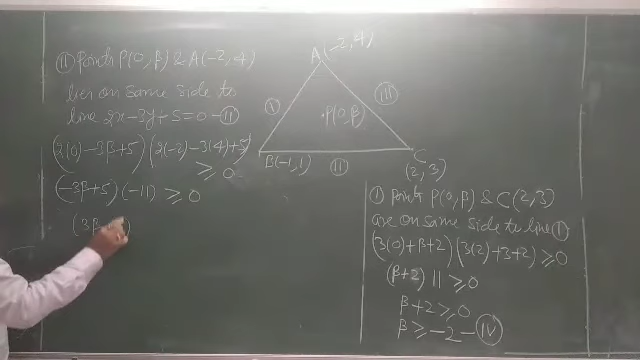 (II) Points P(0,β) & A(-2,4)
lies on same side to
line 2x-3y+5=0-(II)
(2(0)-3β+5)(2(-2)-3(4)+5)
≥0
(-3β+5)(-11) ≥ 0
(3β
A(-2,4)
(I)
(III)
.P(0,β)
B(-1,1)
(II)
C
(2,3)
(I) Points P(0,β) & C(2,3)
are on same side to line (I)
(3(0)+β+2)(3(2)+3+2)≥0
(β+2) 11 ≥0
β+2≥0
β≥-2-(IV)